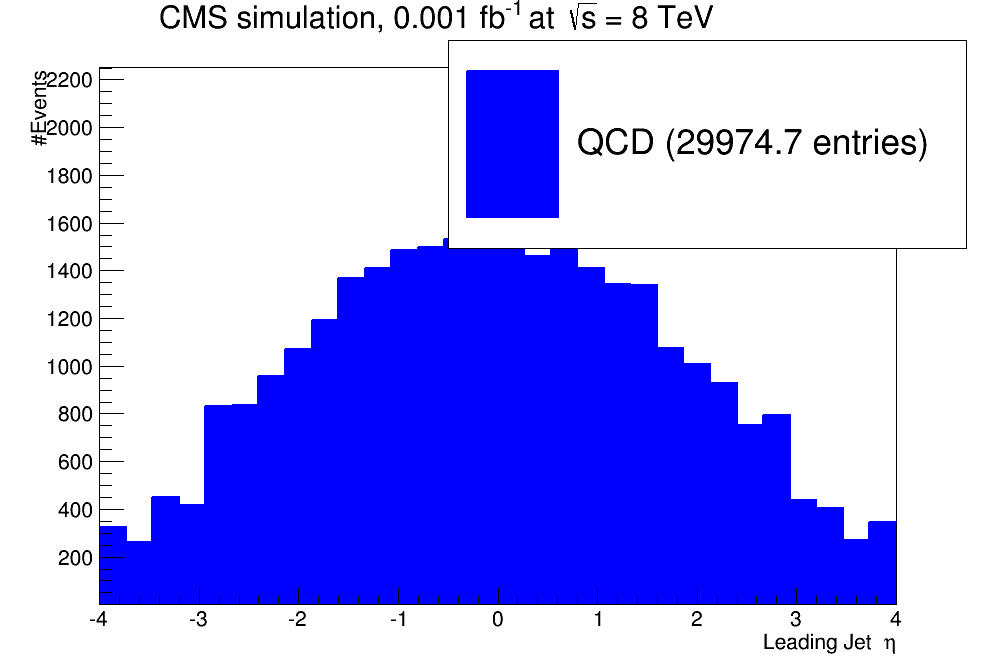 CMS simulation, 0.001 fb⁻¹ at √s = 8 TeV
#Events
QCD (29974.7 entries)
2200
2000
1800
1600
1400
1200
1000
800
600
400
200
-4 -3 -2 -1 0 1 2 3 4
Leading Jet η